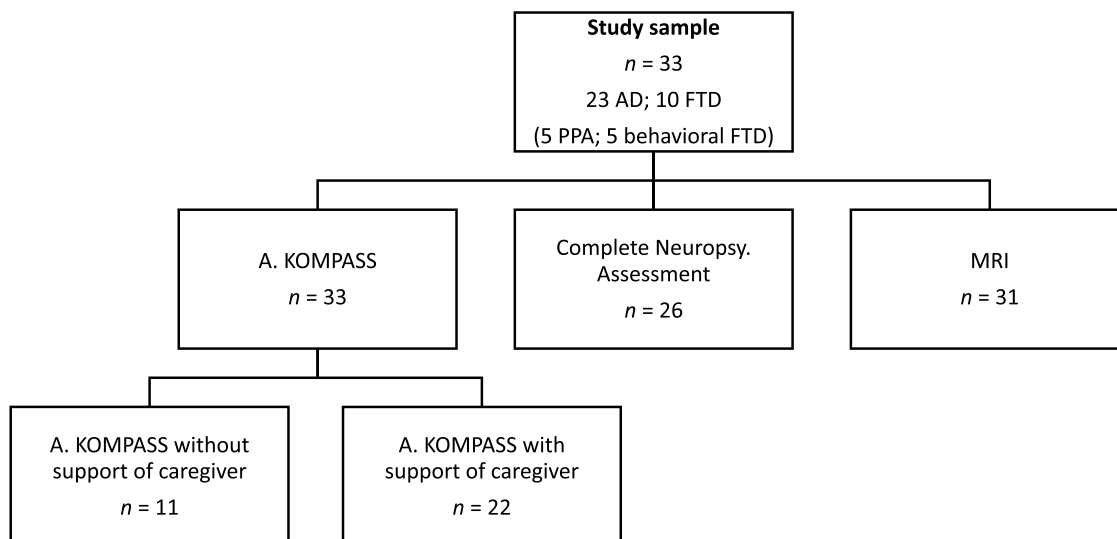 Study sample
n = 33
23 AD; 10 FTD
(5 PPA; 5 behavioral FTD)
A. KOMPASS
n = 33
Complete Neuropsy.
Assessment
n = 26
MRI
n = 31
A. KOMPASS without
support of caregiver
n = 11
A. KOMPASS with
support of caregiver
n = 22